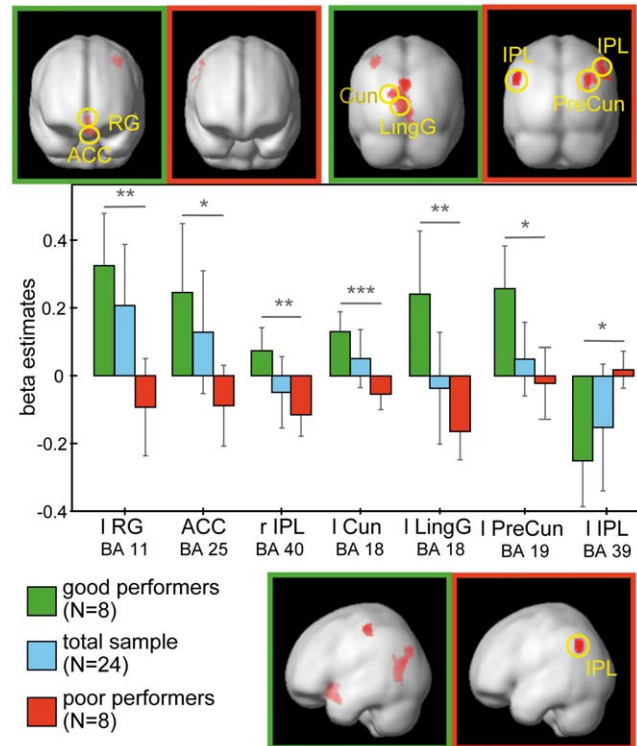 RG
ACC
Cun
LingG
IPL
IPL
PreCun
**
*
**
***
**
*
*
beta estimates
0.4
0.2
0
-0.2
-0.4
l RG
BA 11
ACC
BA 25
r IPL
BA 40
l Cun
BA 18
l LingG
BA 18
l PreCun
BA 19
l IPL
BA 39
good performers
(N=8)
total sample
(N=24)
poor performers
(N=8)
IPL